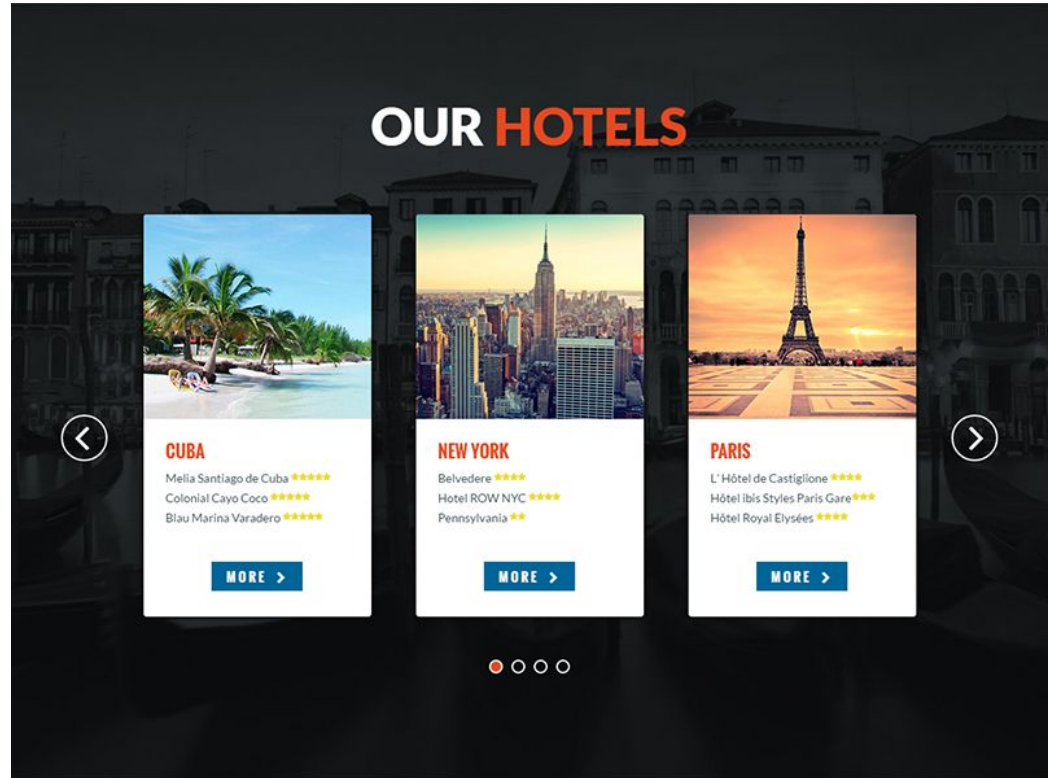 OUR HOTELS
CUBA
Melia Santiago de Cuba ★★★★★
Colonial Cayo Coco ★★★★★
Blau Marina Varadero ★★★★★
MORE >
NEW YORK
Belvedere ★★★★
Hotel ROW NYC ★★★★
Pennsylvania ★★
MORE >
PARIS
L' Hôtel de Castiglione ★★★★
Hôtel ibis Styles Paris Gare ★★★
Hôtel Royal Elysées ★★★★
MORE >